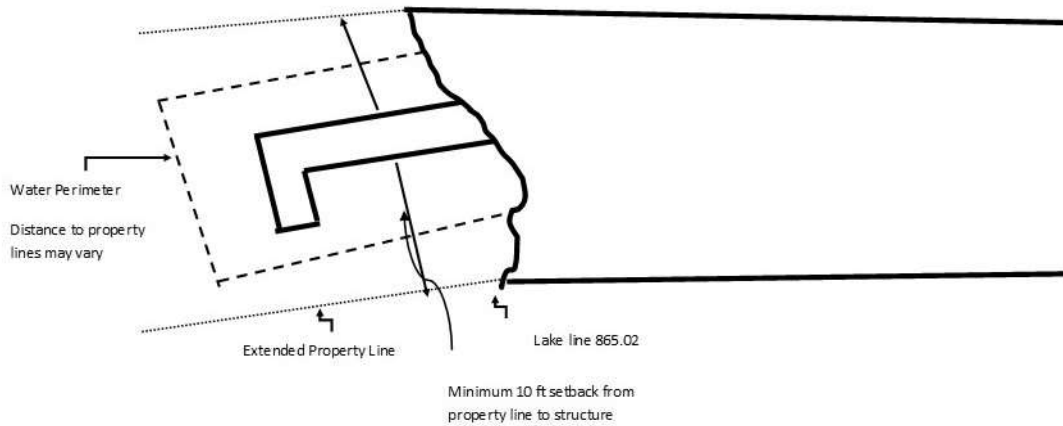 Water Perimeter
Distance to property
lines may vary
Extended Property Line
Lake line 865.02
Minimum 10 ft setback from
property line to structure